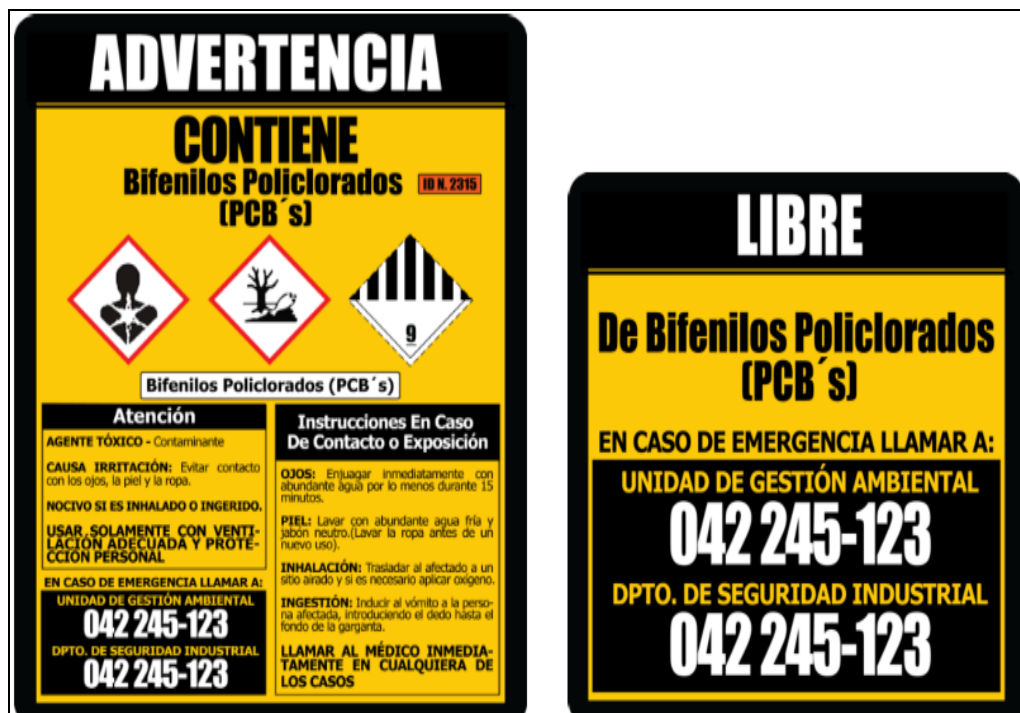 ADVERTENCIA
CONTIENE
Bifenilos Policlorados
ID N. 2315
(PCB´s)
9
Bifenilos Policlorados (PCB´s)
Atención
AGENTE TÓXICO - Contaminante
CAUSA IRRITACIÓN: Evitar contacto
con los ojos, la piel y la ropa.
NOCIVO SI ES INHALADO O INGERIDO.
USAR SOLAMENTE CON VENTI-
LACIÓN ADECUADA Y PROTE-
CCIÓN PERSONAL
EN CASO DE EMERGENCIA LLAMAR A:
UNIDAD DE GESTIÓN AMBIENTAL
042 245-123
DPTO. DE SEGURIDAD INDUSTRIAL
042 245-123
Instrucciones En Caso
De Contacto o Exposición
OJOS: Enjuagar inmediatamente con
abundante agua por lo menos durante 15
minutos.
PIEL: Lavar con abundante agua fría y
jabón neutro.(Lavar la ropa antes de un
nuevo uso).
INHALACIÓN: Trasladar al afectado a un
sitio airado y si es necesario aplicar oxigeno.
INGESTIÓN: Inducir al vómito a la perso-
na afectada, introduciendo el dedo hasta el
fondo de la garganta.
LLAMAR AL MÉDICO INMEDIA-
TAMENTE EN CUALQUIERA DE
LOS CASOS
LIBRE
De Bifenilos Policlorados
(PCB´s)
EN CASO DE EMERGENCIA LLAMAR A:
UNIDAD DE GESTIÓN AMBIENTAL
042 245-123
DPTO. DE SEGURIDAD INDUSTRIAL
042 245-123